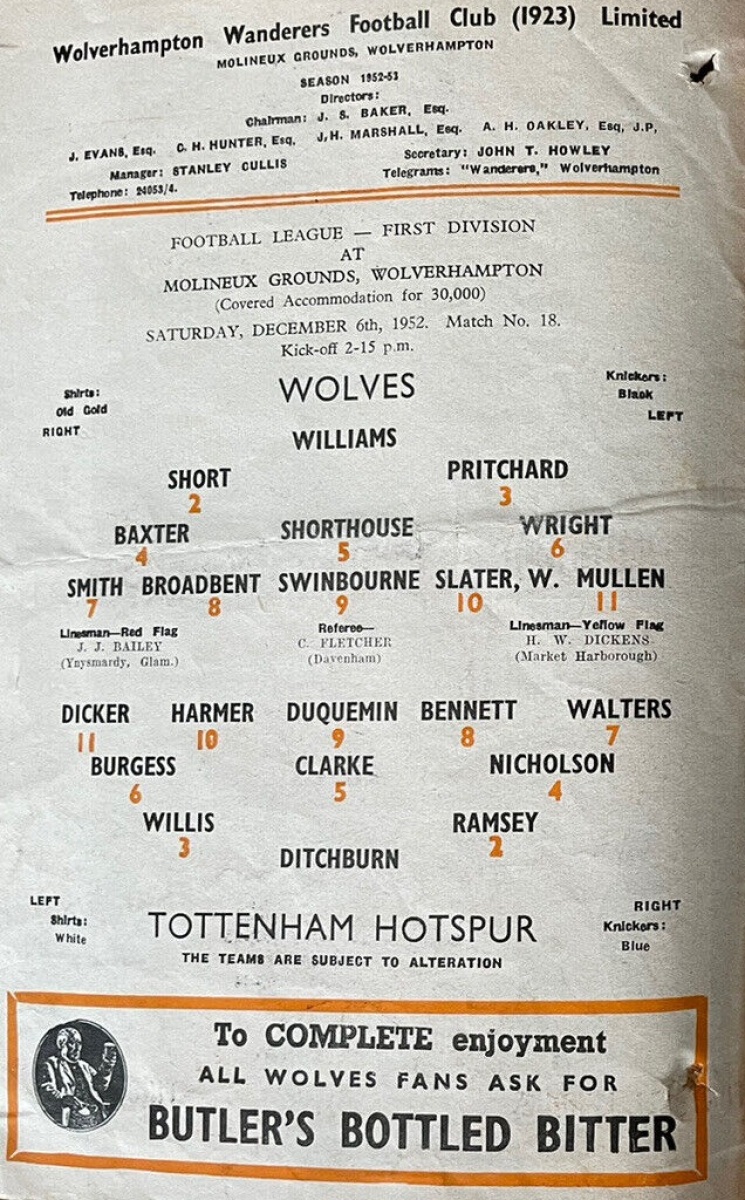 Wolverhampton Wanderers Football Club (1923) Limited
MOLINEUX GROUNDS, WOLVERHAMPTON
SEASON 1952-53
Directors:
Chairman: J. S. BAKER, Esq.
J. EVANS, Esq. C. H. HUNTER, Esq, J, H. MARSHALL, Esq. A. H. OAKLEY, Esq, J.P,
Manager: STANLEY CULLIS Secretary: JOHN T. HOWLEY
Telephone: 24053/4. Telegrams: "Wanderers," Wolverhampton
FOOTBALL LEAGUE — FIRST DIVISION
AT
MOLINEUX GROUNDS, WOLVERHAMPTON
(Covered Accommodation for 30,000)
SATURDAY, DECEMBER 6th, 1952. Match No. 18.
Kick-off 2-15 p.m.
Shirts: WOLVES Knickers:
Old Gold Black
RIGHT LEFT
WILLIAMS
SHORT PRITCHARD
2 3
BAXTER SHORTHOUSE WRIGHT
4 5 6
SMITH BROADBENT SWINBOURNE SLATER, W. MULLEN
7 8 9 10 11
Linesman—Red Flag Referee— Linesman—Yellow Flag
J. J. BAILEY C. FLETCHER H. W. DICKENS
(Ynysmardy, Glam.) (Davenham) (Market Harborough)
DICKER HARMER DUQUEMIN BENNETT WALTERS
11 10 9 8 7
BURGESS CLARKE NICHOLSON
6 5 4
WILLIS RAMSEY
3 2
DITCHBURN
LEFT RIGHT
Shirts: TOTTENHAM HOTSPUR Knickers:
White Blue
THE TEAMS ARE SUBJECT TO ALTERATION
To COMPLETE enjoyment
ALL WOLVES FANS ASK FOR
BUTLER'S BOTTLED BITTER